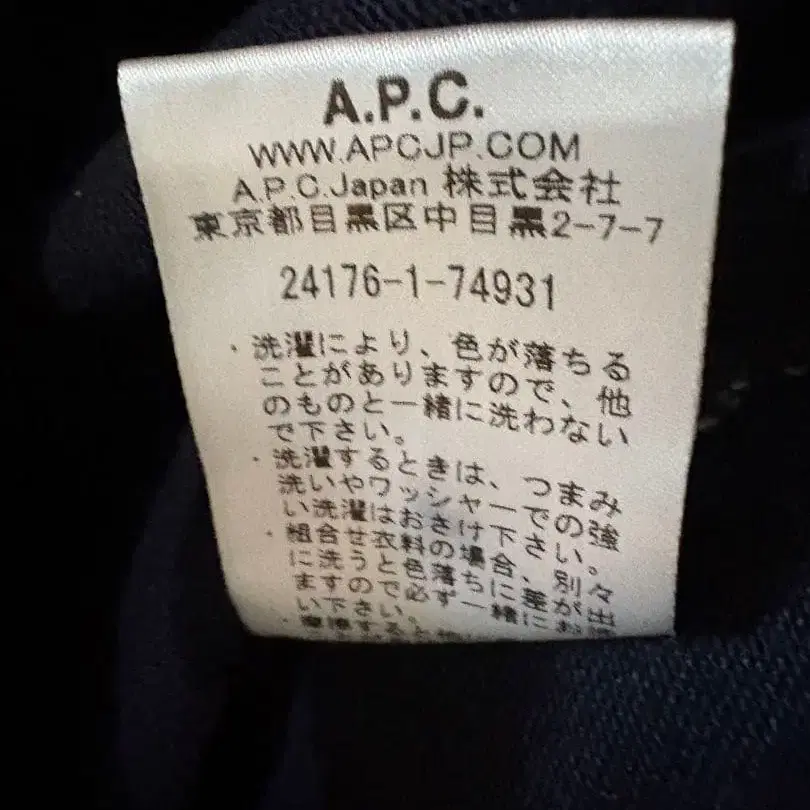 A.P.C.
WWW.APCJP.COM
A.P.C.Japan 株式会社
東京都目黒区中目黒2-7-7
24176-1-74931
・洗濯により、色が落ちる
ことがありますので、他
のものと一緒に洗わない
で下さい。
・洗濯するときは、つまみ
洗いやワッシャーでの強
い洗濯はおさけ下さい。
・組合せ衣料の場合、別々
に洗うと色落ちに差が出
ますので必ず一緒にお
い下さい。
・摩擦すると他